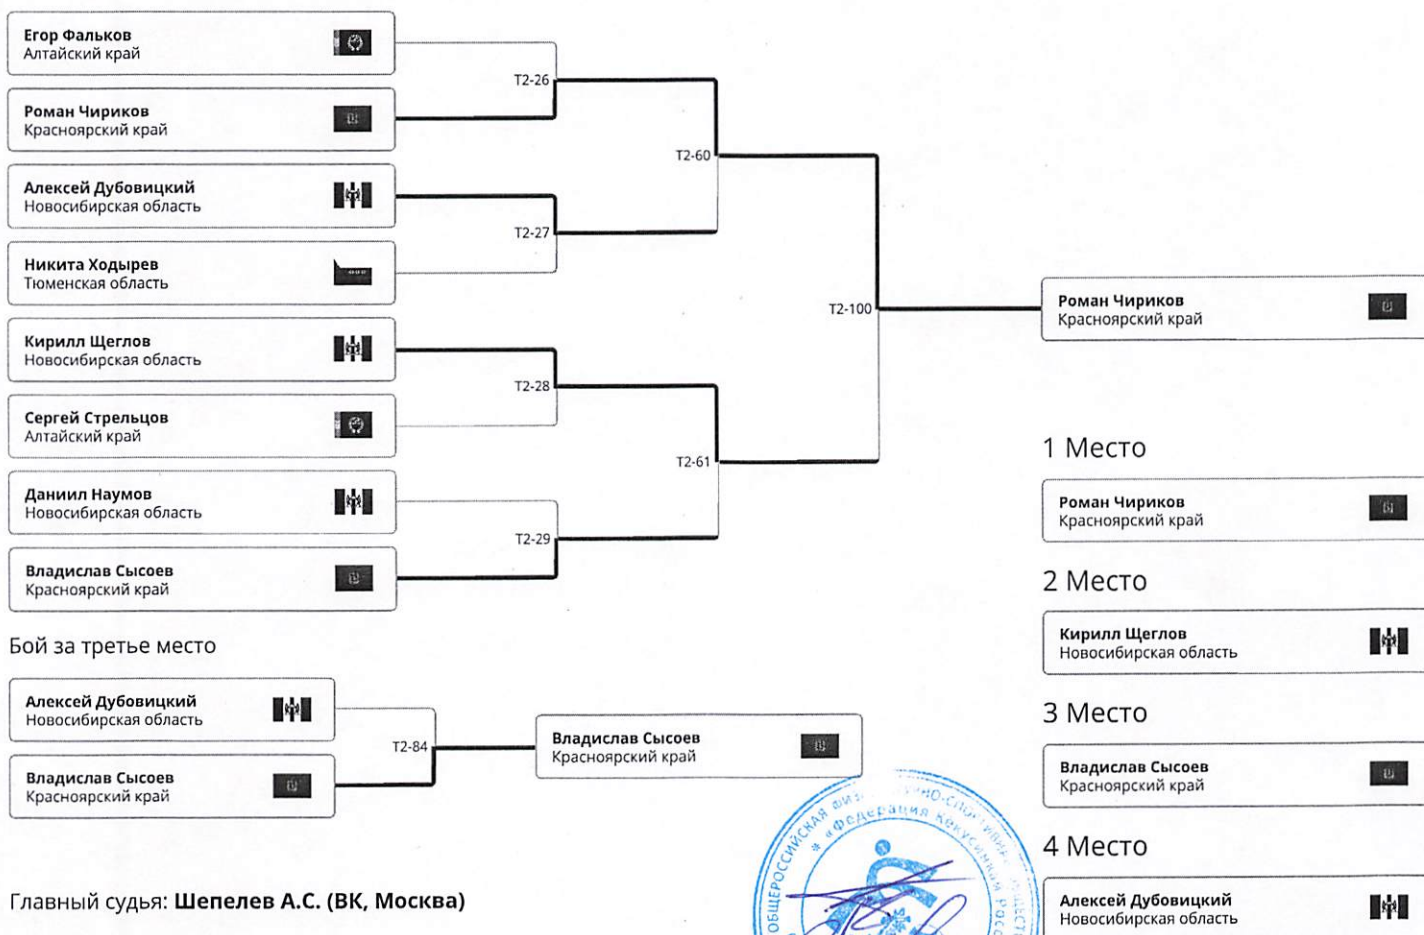 Егор Фальков
Алтайский край
T2-26
Роман Чириков
Красноярский край
T2-60
Алексей Дубовицкий
Новосибирская область
T2-27
Никита Ходырев
Тюменская область
T2-100
Роман Чириков
Красноярский край
Кирилл Щеглов
Новосибирская область
T2-28
Сергей Стрельцов
Алтайский край
T2-61
Даниил Наумов
Новосибирская область
T2-29
Владислав Сысоев
Красноярский край
Бой за третье место
Алексей Дубовицкий
Новосибирская область
T2-84
Владислав Сысоев
Красноярский край
Владислав Сысоев
Красноярский край
1 Место
Роман Чириков
Красноярский край
2 Место
Кирилл Щеглов
Новосибирская область
3 Место
Владислав Сысоев
Красноярский край
4 Место
Алексей Дубовицкий
Новосибирская область
Главный судья: Шепелев А.С. (ВК, Москва)
ОБЩЕРОССИЙСКАЯ
«Федерация